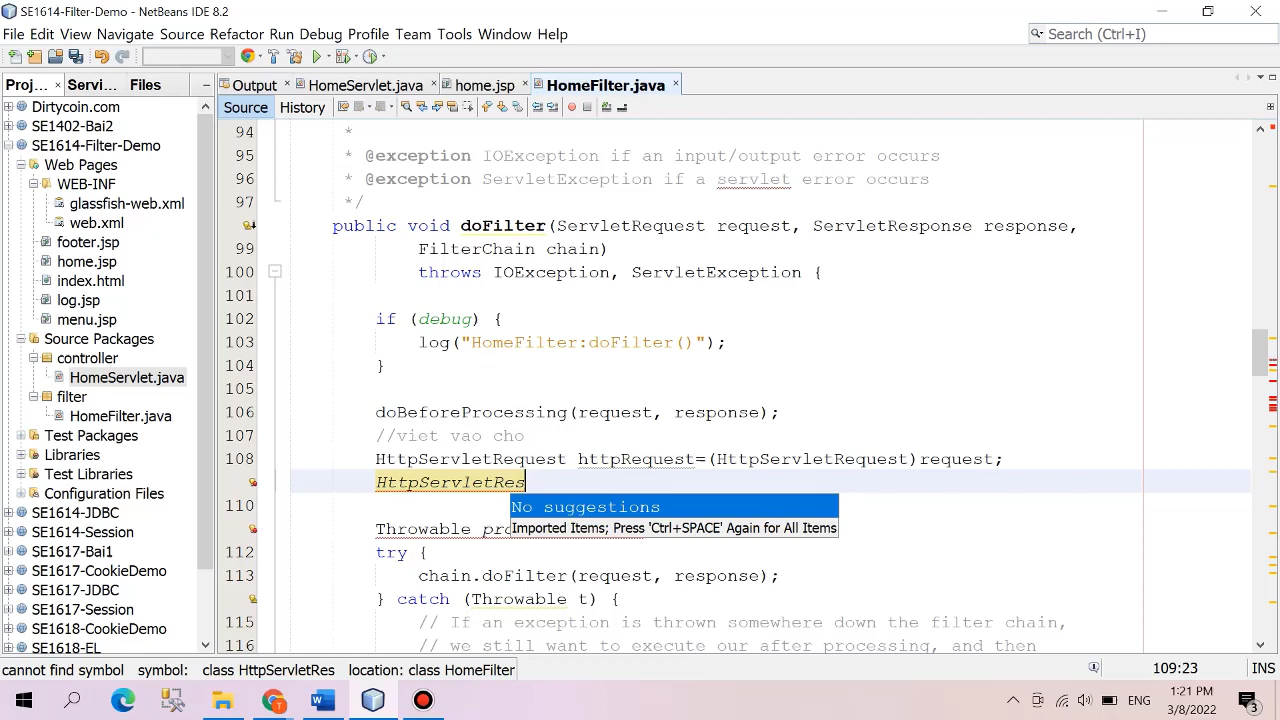 SE1614-Filter-Demo - NetBeans IDE 8.2
File Edit View Navigate Source Refactor Run Debug Profile Team Tools Window Help
Search (Ctrl+I)
Proj... × Servi... Files
Output × HomeServlet.java × home.jsp × HomeFilter.java ×
Source History
Dirtycoin.com
SE1402-Bai2
SE1614-Filter-Demo
Web Pages
WEB-INF
glassfish-web.xml
web.xml
footer.jsp
home.jsp
index.html
log.jsp
menu.jsp
Source Packages
controller
HomeServlet.java
filter
HomeFilter.java
Test Packages
Libraries
Test Libraries
Configuration Files
SE1614-JDBC
SE1614-Session
SE1617-Bai1
SE1617-CookieDemo
SE1617-JDBC
SE1617-Session
SE1618-CookieDemo
SE1618-EL
94 *
95 * @exception IOException if an input/output error occurs
96 * @exception ServletException if a servlet error occurs
97 */
public void doFilter(ServletRequest request, ServletResponse response,
99 FilterChain chain)
100 throws IOException, ServletException {
101
102 if (debug) {
103 log("HomeFilter:doFilter()");
104 }
105
106 doBeforeProcessing(request, response);
107 //viet vao cho
108 HttpServletRequest httpRequest=(HttpServletRequest)request;
HttpServletRes
110 No suggestions
Imported Items; Press 'Ctrl+SPACE' Again for All Items
Throwable pro
112 try {
113 chain.doFilter(request, response);
} catch (Throwable t) {
115 // If an exception is thrown somewhere down the filter chain,
116 // we still want to execute our after processing, and then
cannot find symbol symbol: class HttpServletRes location: class HomeFilter
109:23 INS
ENG
1:21 PM
3/8/2022
3